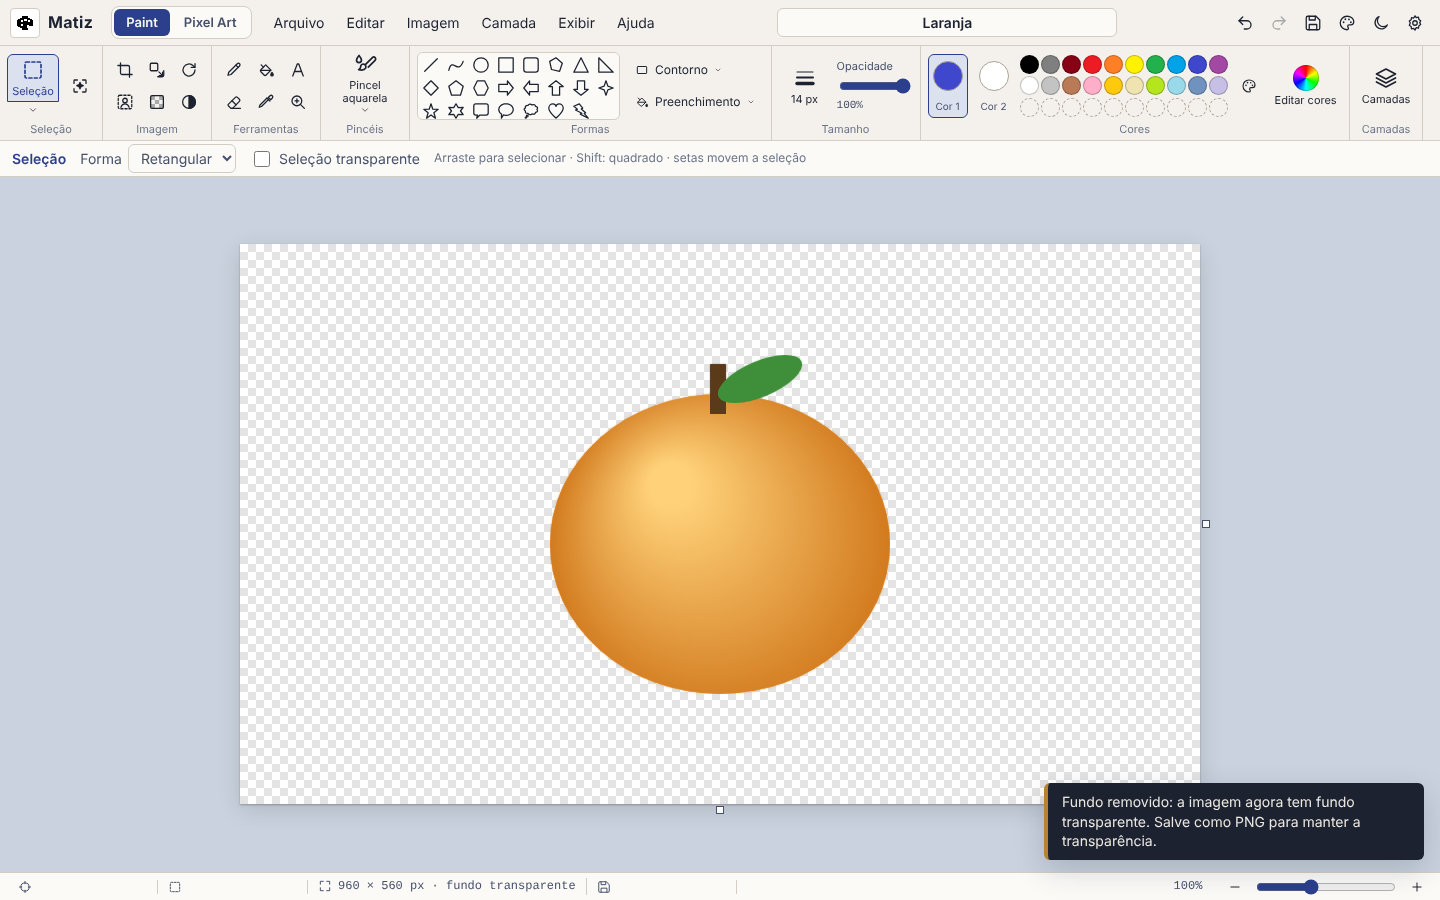 Matiz
Paint
Pixel Art
Arquivo
Editar
Imagem
Camada
Exibir
Ajuda
Laranja
Seleção
Seleção
Imagem
Ferramentas
Pincel
aquarela
Pincéis
Formas
Contorno
Preenchimento
14 px
Opacidade
100%
Tamanho
Cor 1
Cor 2
Editar cores
Cores
Camadas
Camadas
Seleção
Forma
Retangular
Seleção transparente
Arraste para selecionar · Shift: quadrado · setas movem a seleção
Fundo removido: a imagem agora tem fundo
transparente. Salve como PNG para manter a
transparência.
960 × 560 px · fundo transparente
100%